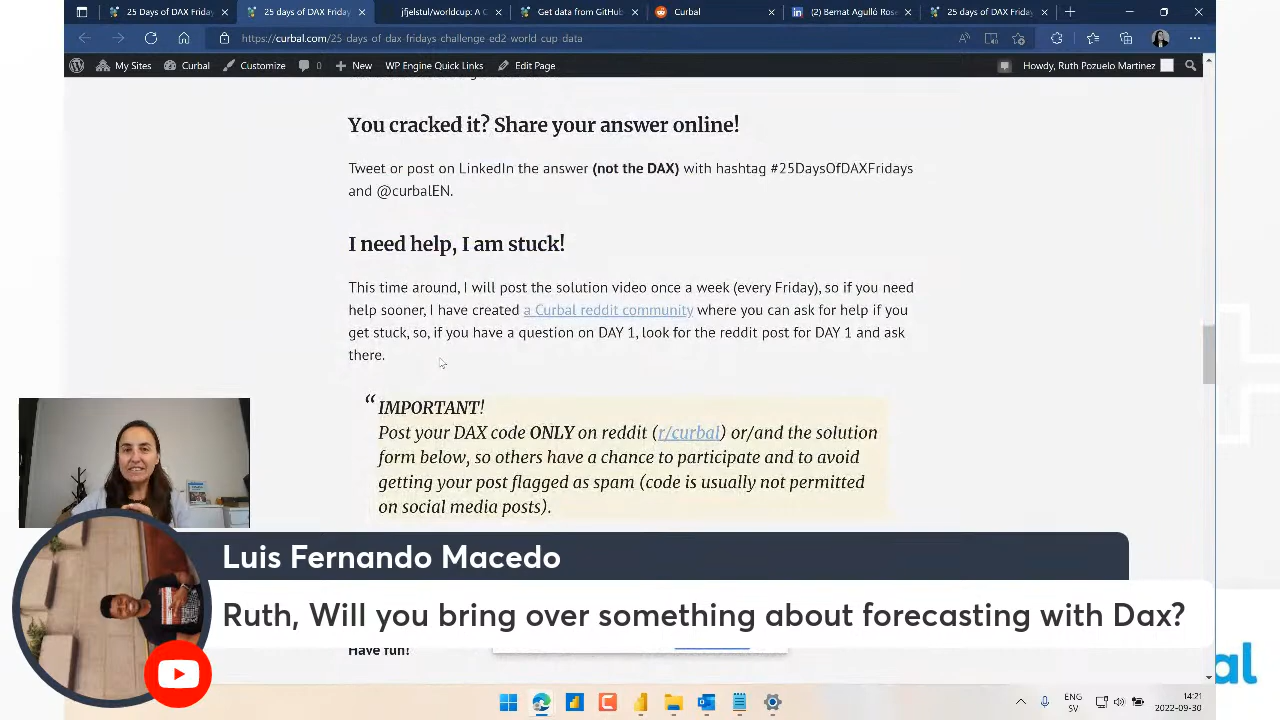 25 Days of DAX Friday
25 days of DAX Friday
jfjelstul/worldcup: A C
Get data from GitHub
Curbal
(2) Bernat Agulló Rose
25 days of DAX Friday
https://curbal.com/25-days-of-dax-fridays-challenge-ed2-world-cup-data
My Sites
Curbal
Customize
0
New
WP Engine Quick Links
Edit Page
Howdy, Ruth Pozuelo Martinez
You cracked it? Share your answer online!
Tweet or post on LinkedIn the answer (not the DAX) with hashtag #25DaysOfDAXFridays
and @curbalEN.
I need help, I am stuck!
This time around, I will post the solution video once a week (every Friday), so if you need
help sooner, I have created a Curbal reddit community where you can ask for help if you
get stuck, so, if you have a question on DAY 1, look for the reddit post for DAY 1 and ask
there.
“ IMPORTANT!
Post your DAX code ONLY on reddit (r/curbal) or/and the solution
form below, so others have a chance to participate and to avoid
getting your post flagged as spam (code is usually not permitted
on social media posts).
Luis Fernando Macedo
Ruth, Will you bring over something about forecasting with Dax?
Have fun!
al
ENG
SV
14:21
2022-09-30